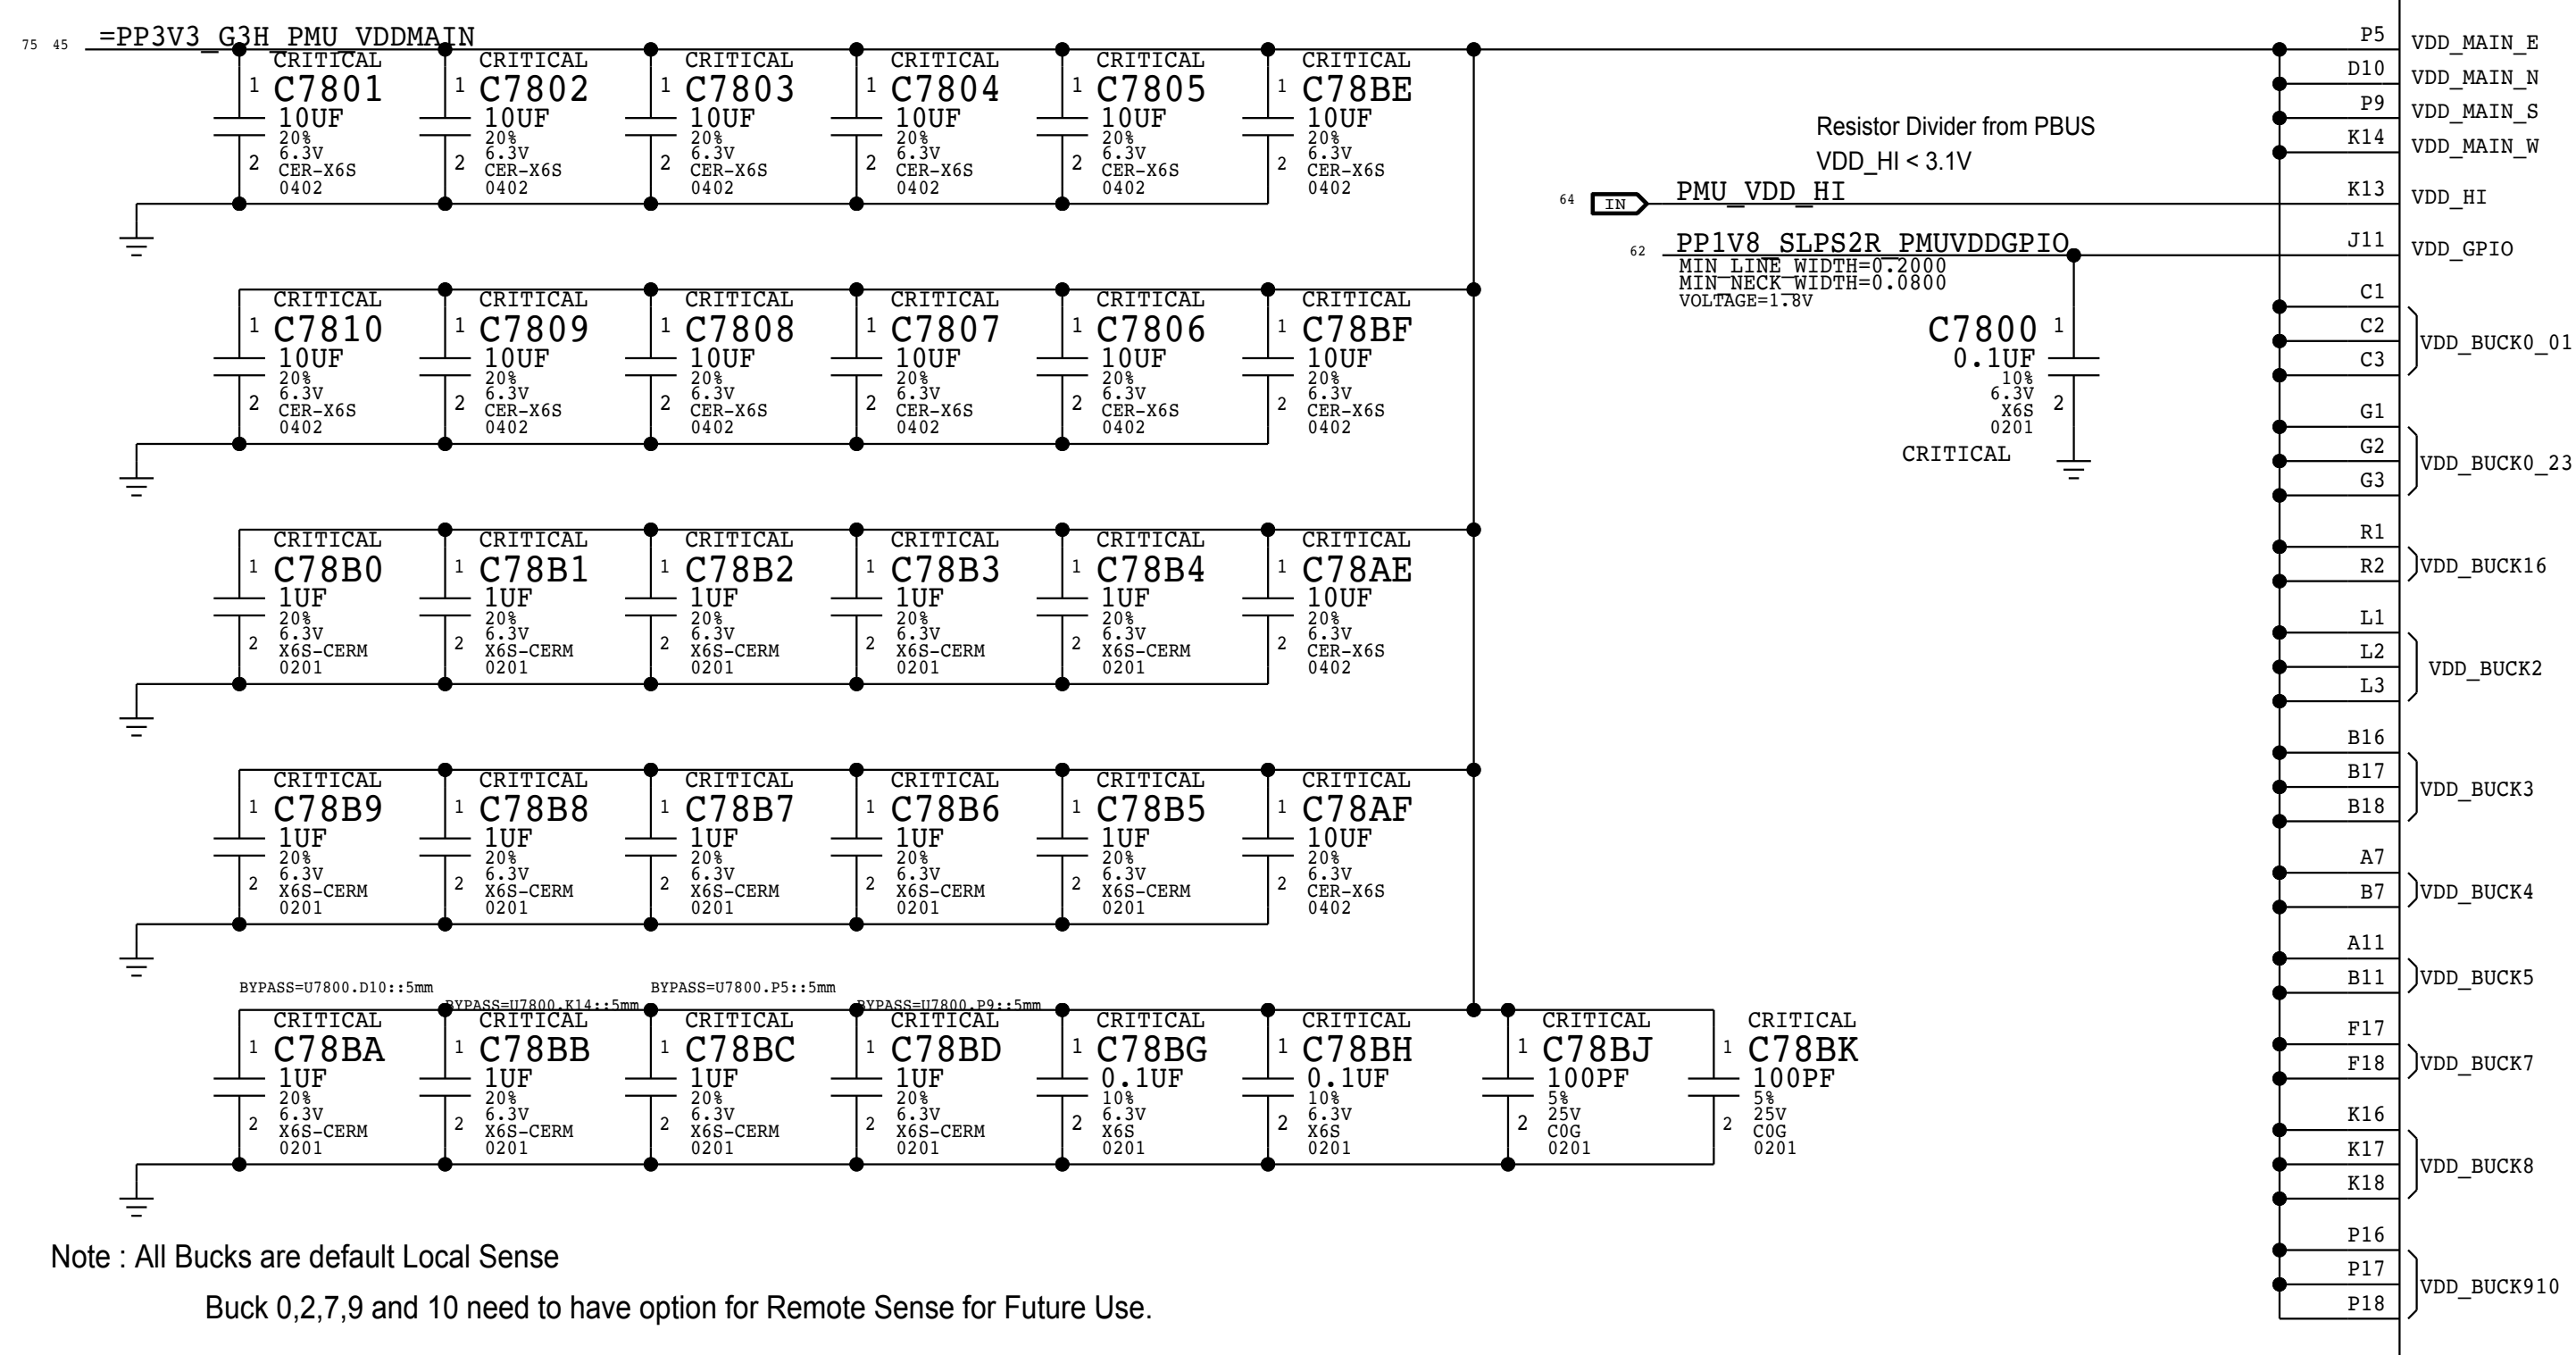 75 45 =PP3V3_G3H_PMU_VDDMAIN
CRITICAL CRITICAL CRITICAL CRITICAL CRITICAL CRITICAL
1 C7801 1 C7802 1 C7803 1 C7804 1 C7805 1 C78BE
10UF 10UF 10UF 10UF 10UF 10UF
20% 20% 20% 20% 20% 20%
6.3V 6.3V 6.3V 6.3V 6.3V 6.3V
2 CER-X6S 2 CER-X6S 2 CER-X6S 2 CER-X6S 2 CER-X6S 2 CER-X6S
0402 0402 0402 0402 0402 0402
CRITICAL CRITICAL CRITICAL CRITICAL CRITICAL CRITICAL
1 C7810 1 C7809 1 C7808 1 C7807 1 C7806 1 C78BF
10UF 10UF 10UF 10UF 10UF 10UF
20% 20% 20% 20% 20% 20%
6.3V 6.3V 6.3V 6.3V 6.3V 6.3V
2 CER-X6S 2 CER-X6S 2 CER-X6S 2 CER-X6S 2 CER-X6S 2 CER-X6S
0402 0402 0402 0402 0402 0402
CRITICAL CRITICAL CRITICAL CRITICAL CRITICAL CRITICAL
1 C78B0 1 C78B1 1 C78B2 1 C78B3 1 C78B4 1 C78AE
1UF 1UF 1UF 1UF 1UF 10UF
20% 20% 20% 20% 20% 20%
6.3V 6.3V 6.3V 6.3V 6.3V 6.3V
2 X6S-CERM 2 X6S-CERM 2 X6S-CERM 2 X6S-CERM 2 X6S-CERM 2 CER-X6S
0201 0201 0201 0201 0201 0402
CRITICAL CRITICAL CRITICAL CRITICAL CRITICAL CRITICAL
1 C78B9 1 C78B8 1 C78B7 1 C78B6 1 C78B5 1 C78AF
1UF 1UF 1UF 1UF 1UF 10UF
20% 20% 20% 20% 20% 20%
6.3V 6.3V 6.3V 6.3V 6.3V 6.3V
2 X6S-CERM 2 X6S-CERM 2 X6S-CERM 2 X6S-CERM 2 X6S-CERM 2 CER-X6S
0201 0201 0201 0201 0201 0402
BYPASS=U7800.D10::5mm BYPASS=U7800.P5::5mm
BYPASS=U7800.K14::5mm BYPASS=U7800.P9::5mm
CRITICAL CRITICAL CRITICAL CRITICAL CRITICAL CRITICAL CRITICAL CRITICAL
1 C78BA 1 C78BB 1 C78BC 1 C78BD 1 C78BG 1 C78BH 1 C78BJ 1 C78BK
1UF 1UF 1UF 1UF 0.1UF 0.1UF 100PF 100PF
20% 20% 20% 20% 10% 10% 5% 5%
6.3V 6.3V 6.3V 6.3V 6.3V 6.3V 25V 25V
2 X6S-CERM 2 X6S-CERM 2 X6S-CERM 2 X6S-CERM 2 X6S 2 X6S 2 C0G 2 C0G
0201 0201 0201 0201 0201 0201 0201 0201
Note : All Bucks are default Local Sense
Buck 0,2,7,9 and 10 need to have option for Remote Sense for Future Use.
Resistor Divider from PBUS
VDD_HI < 3.1V
64 IN PMU_VDD_HI
62 PP1V8_SLPS2R_PMUVDDGPIO
MIN_LINE_WIDTH=0.2000
MIN_NECK_WIDTH=0.0800
VOLTAGE=1.8V
C7800 1
0.1UF
10%
6.3V
X6S 2
0201
CRITICAL
P5 VDD_MAIN_E
D10 VDD_MAIN_N
P9 VDD_MAIN_S
K14 VDD_MAIN_W
K13 VDD_HI
J11 VDD_GPIO
C1
C2 VDD_BUCK0_01
C3
G1
G2 VDD_BUCK0_23
G3
R1
R2 VDD_BUCK16
L1
L2 VDD_BUCK2
L3
B16
B17 VDD_BUCK3
B18
A7
B7 VDD_BUCK4
A11
B11 VDD_BUCK5
F17
F18 VDD_BUCK7
K16
K17 VDD_BUCK8
K18
P16
P17 VDD_BUCK910
P18